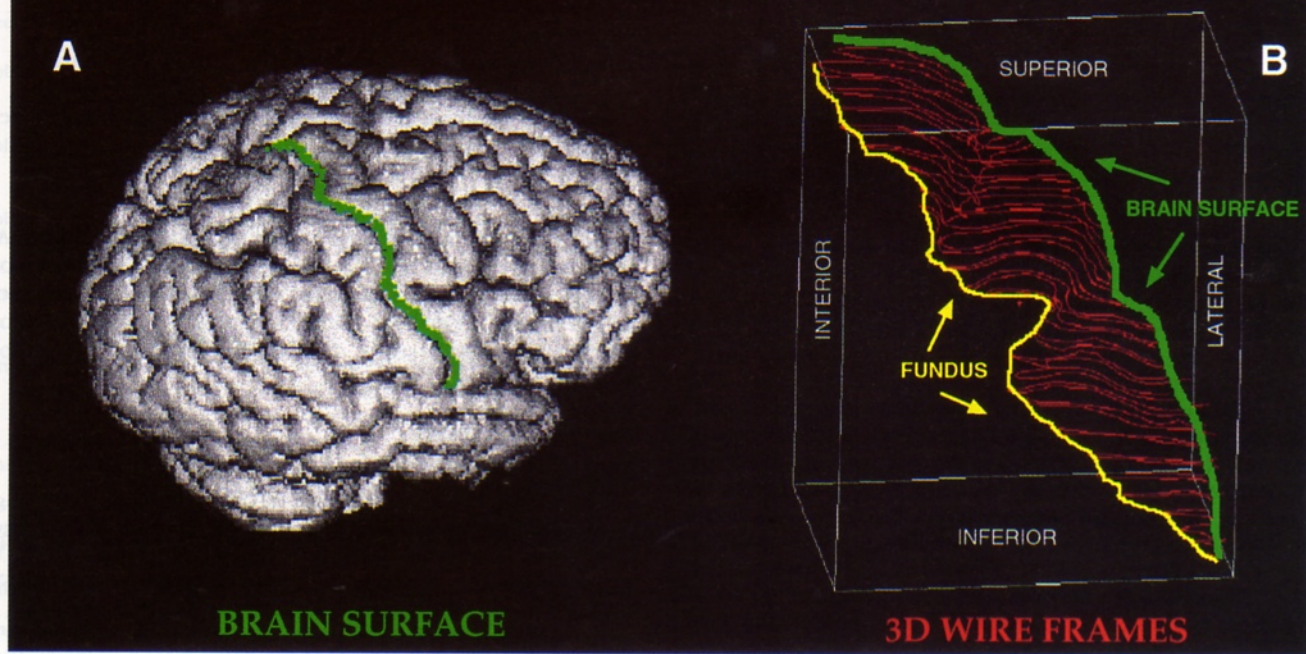 A
BRAIN SURFACE
B
SUPERIOR
BRAIN SURFACE
INTERIOR
LATERAL
FUNDUS
INFERIOR
3D WIRE FRAMES